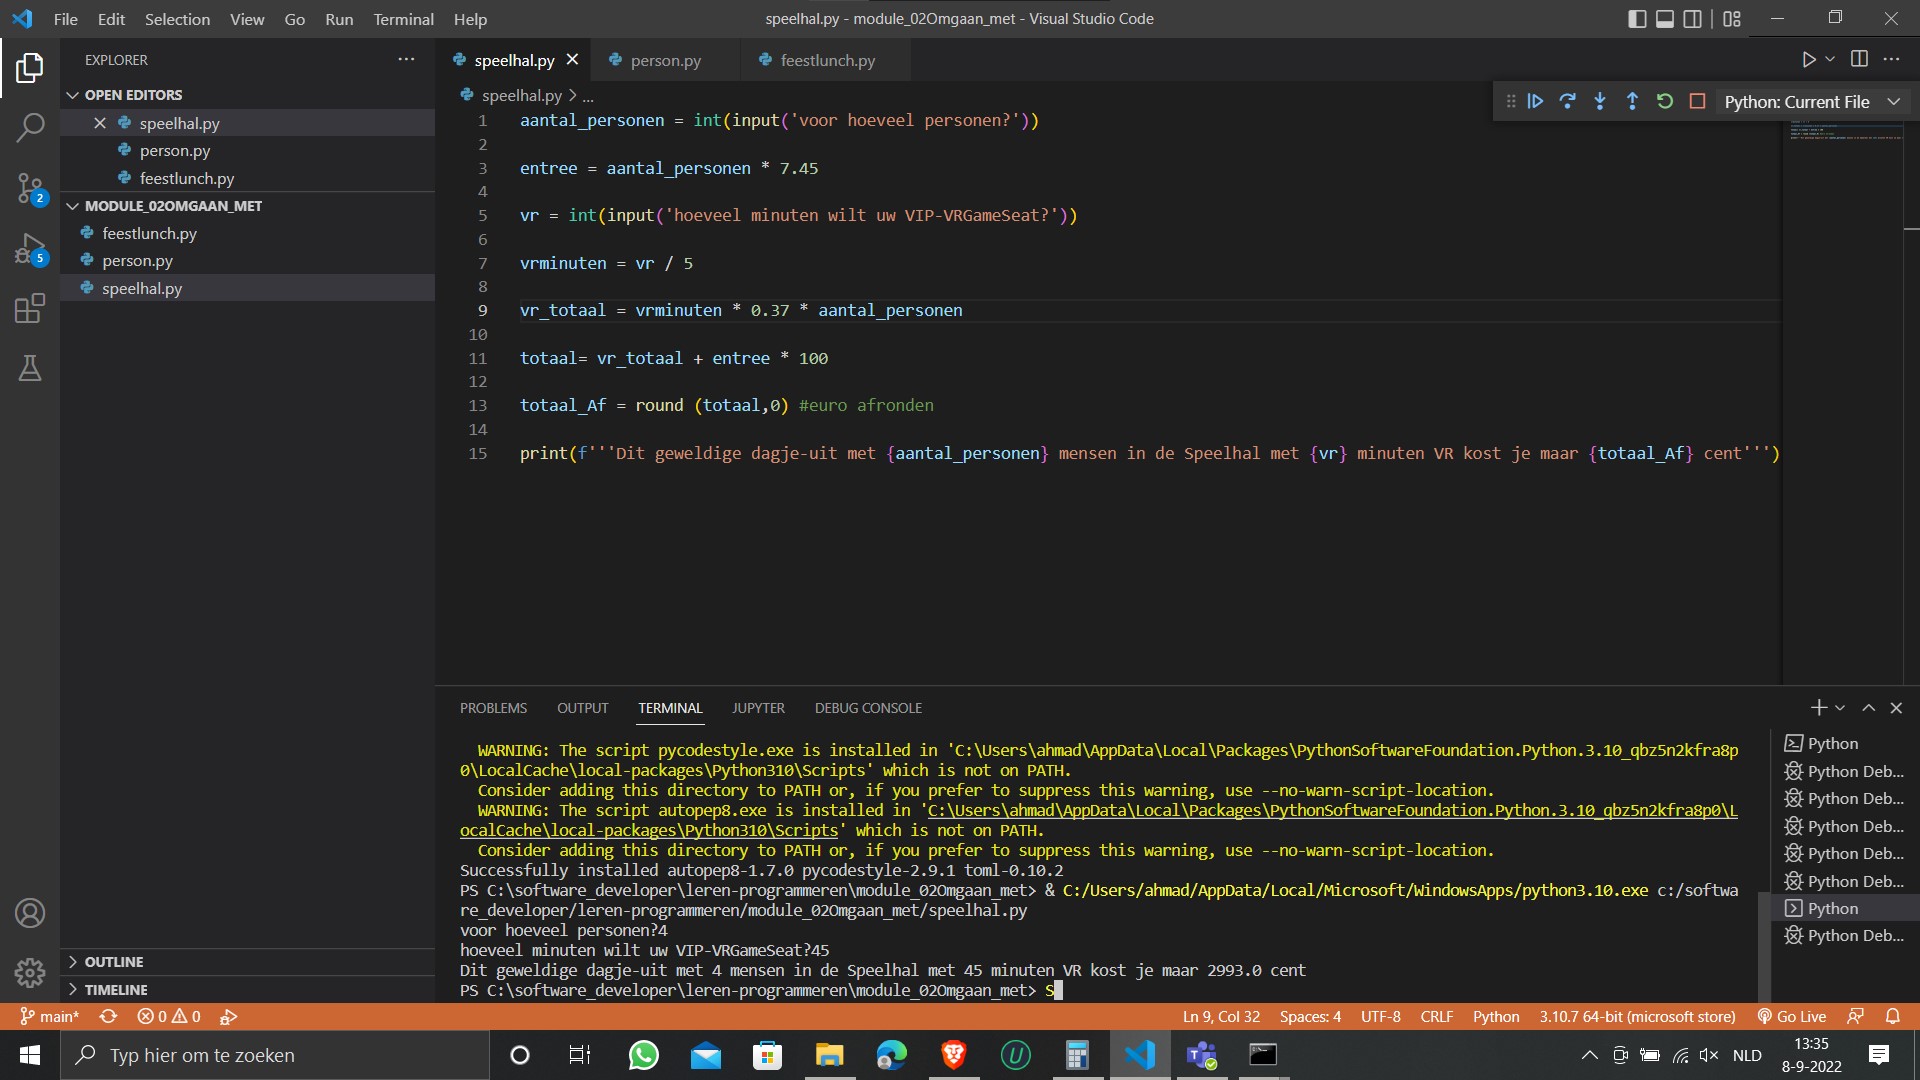 File Edit Selection View Go Run Terminal Help
speelhal.py - module_02Omgaan_met - Visual Studio Code
EXPLORER
OPEN EDITORS
speelhal.py
person.py
feestlunch.py
MODULE_02OMGAAN_MET
feestlunch.py
person.py
speelhal.py
OUTLINE
TIMELINE
2
5
speelhal.py person.py feestlunch.py
speelhal.py > ...
Python: Current File
1 aantal_personen = int(input('voor hoeveel personen?'))
2
3 entree = aantal_personen * 7.45
4
5 vr = int(input('hoeveel minuten wilt uw VIP-VRGameSeat?'))
6
7 vrminuten = vr / 5
8
9 vr_totaal = vrminuten * 0.37 * aantal_personen
10
11 totaal= vr_totaal + entree * 100
12
13 totaal_Af = round (totaal,0) #euro afronden
14
15 print(f'''Dit geweldige dagje-uit met {aantal_personen} mensen in de Speelhal met {vr} minuten VR kost je maar {totaal_Af} cent''')
PROBLEMS OUTPUT TERMINAL JUPYTER DEBUG CONSOLE
WARNING: The script pycodestyle.exe is installed in 'C:\Users\ahmad\AppData\Local\Packages\PythonSoftwareFoundation.Python.3.10_qbz5n2kfra8p
0\LocalCache\local-packages\Python310\Scripts' which is not on PATH.
Consider adding this directory to PATH or, if you prefer to suppress this warning, use --no-warn-script-location.
WARNING: The script autopep8.exe is installed in 'C:\Users\ahmad\AppData\Local\Packages\PythonSoftwareFoundation.Python.3.10_qbz5n2kfra8p0\L
ocalCache\local-packages\Python310\Scripts' which is not on PATH.
Consider adding this directory to PATH or, if you prefer to suppress this warning, use --no-warn-script-location.
Successfully installed autopep8-1.7.0 pycodestyle-2.9.1 toml-0.10.2
PS C:\software_developer\leren-programmeren\module_02Omgaan_met> & C:/Users/ahmad/AppData/Local/Microsoft/WindowsApps/python3.10.exe c:/softwa
re_developer/leren-programmeren/module_02Omgaan_met/speelhal.py
voor hoeveel personen?4
hoeveel minuten wilt uw VIP-VRGameSeat?45
Dit geweldige dagje-uit met 4 mensen in de Speelhal met 45 minuten VR kost je maar 2993.0 cent
PS C:\software_developer\leren-programmeren\module_02Omgaan_met> S
Python
Python Deb...
Python Deb...
Python Deb...
Python Deb...
Python Deb...
Python
Python Deb...
main* 0 0
Ln 9, Col 32 Spaces: 4 UTF-8 CRLF Python 3.10.7 64-bit (microsoft store) Go Live
Typ hier om te zoeken
NLD
13:35
8-9-2022